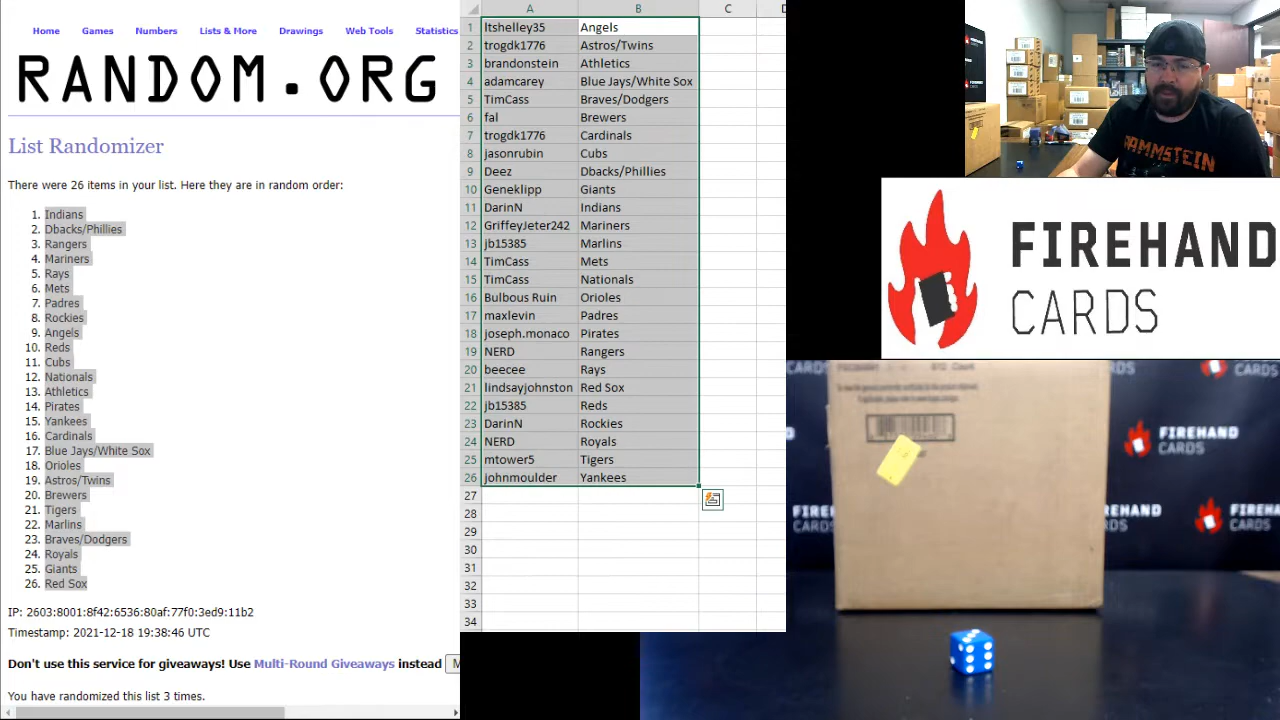 Home Games Numbers Lists & More Drawings Web Tools Statistics
RANDOM.ORG
List Randomizer
There were 26 items in your list. Here they are in random order:
1. Indians
2. Dbacks/Phillies
3. Rangers
4. Mariners
5. Rays
6. Mets
7. Padres
8. Rockies
9. Angels
10. Reds
11. Cubs
12. Nationals
13. Athletics
14. Pirates
15. Yankees
16. Cardinals
17. Blue Jays/White Sox
18. Orioles
19. Astros/Twins
20. Brewers
21. Tigers
22. Marlins
23. Braves/Dodgers
24. Royals
25. Giants
26. Red Sox
IP: 2603:8001:8f42:6536:80af:77f0:3ed9:11b2
Timestamp: 2021-12-18 19:38:46 UTC
Don't use this service for giveaways! Use Multi-Round Giveaways instead
You have randomized this list 3 times.
A B C
1 ltshelley35 Angels
2 trogdk1776 Astros/Twins
3 brandonstein Athletics
4 adamcarey Blue Jays/White Sox
5 TimCass Braves/Dodgers
6 fal Brewers
7 trogdk1776 Cardinals
8 jasonrubin Cubs
9 Deez Dbacks/Phillies
10 Geneklipp Giants
11 DarinN Indians
12 GriffeyJeter242 Mariners
13 jb15385 Marlins
14 TimCass Mets
15 TimCass Nationals
16 Bulbous Ruin Orioles
17 maxlevin Padres
18 joseph.monaco Pirates
19 NERD Rangers
20 beecee Rays
21 lindsayjohnston Red Sox
22 jb15385 Reds
23 DarinN Rockies
24 NERD Royals
25 mtower5 Tigers
26 johnmoulder Yankees
27
28
29
30
31
32
33
34
RAMMSTEIN
FIREHAND
CARDS
FIREHAND
CARDS